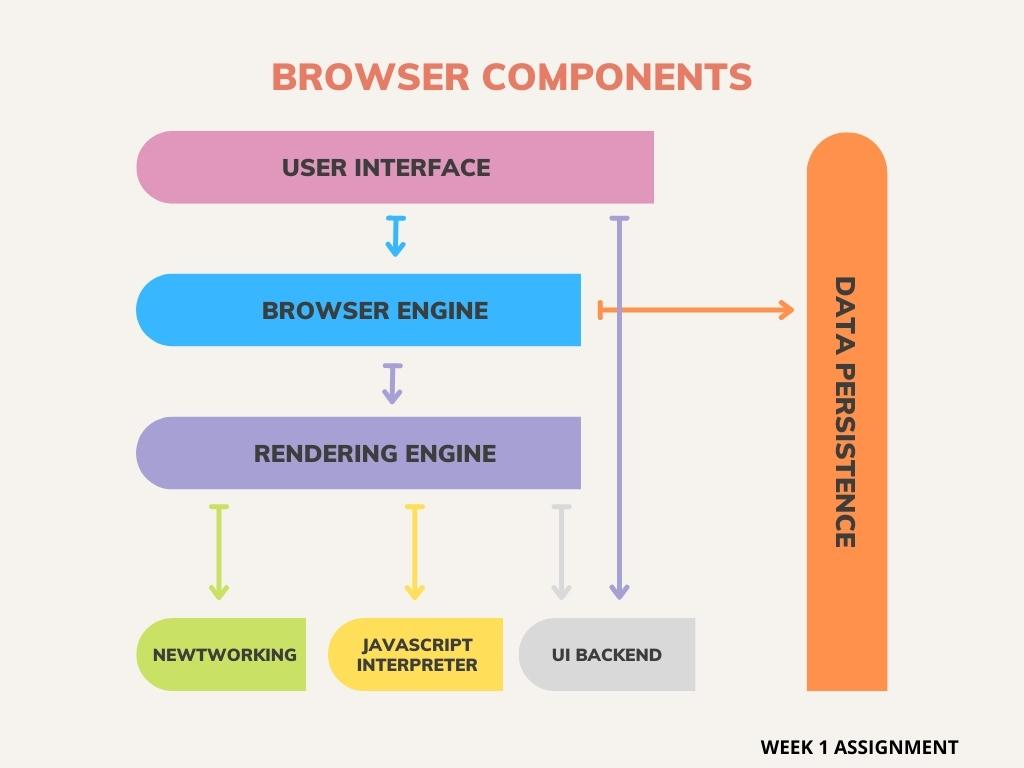 BROWSER COMPONENTS
USER INTERFACE
BROWSER ENGINE
RENDERING ENGINE
NEWTWORKING
JAVASCRIPT
INTERPRETER
UI BACKEND
DATA PERSISTENCE
WEEK 1 ASSIGNMENT